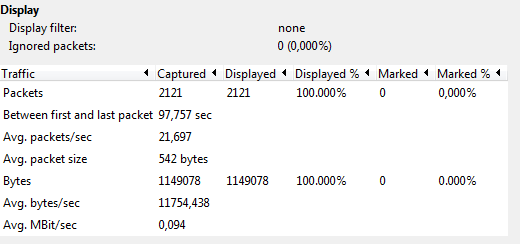 Display
Display filter: none
Ignored packets: 0 (0,000%)
Traffic Captured Displayed Displayed % Marked Marked %
Packets 2121 2121 100.000% 0 0,000%
Between first and last packet 97,757 sec
Avg. packets/sec 21,697
Avg. packet size 542 bytes
Bytes 1149078 1149078 100.000% 0 0.000%
Avg. bytes/sec 11754,438
Avg. MBit/sec 0,094